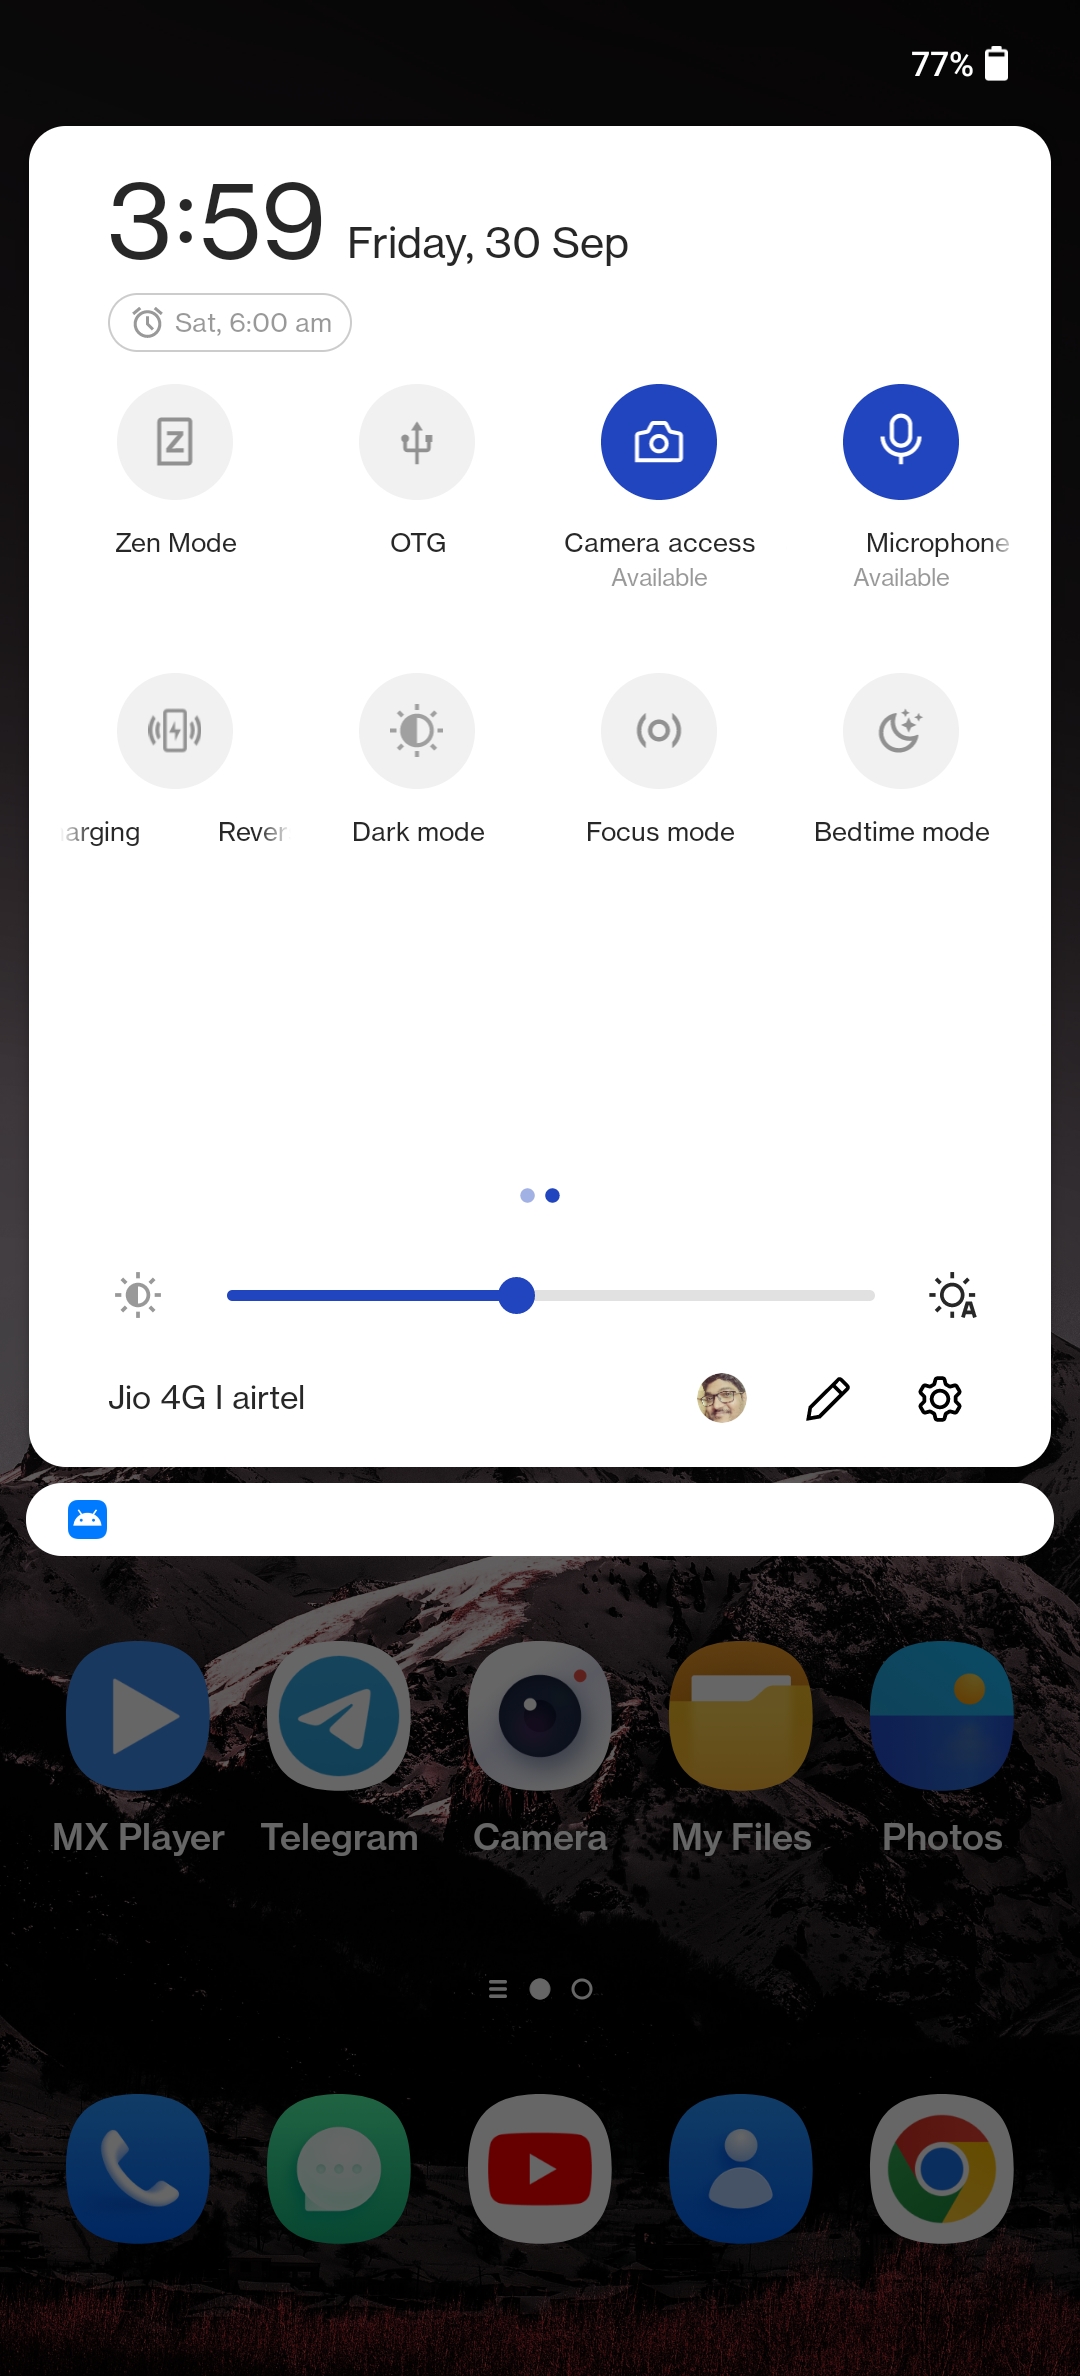 77%
3:59 Friday, 30 Sep
Sat, 6:00 am
Zen Mode OTG Camera access Microphone
Available Available
arging Rever Dark mode Focus mode Bedtime mode
A
Jio 4G | airtel
MX Player Telegram Camera My Files Photos